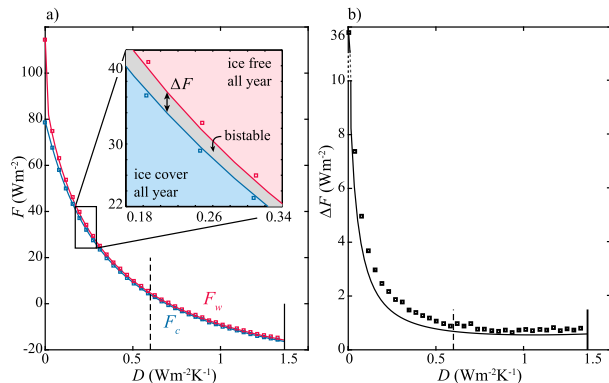 a)
F (Wm⁻²)
100
80
60
40
20
0
-20
0
0.5
1
1.5
D (Wm⁻²K⁻¹)
F_w
F_c
40
30
22
0.18
0.26
0.34
ice free
all year
ΔF
bistable
ice cover
all year
b)
ΔF (Wm⁻²)
36
10
8
6
4
2
0
0
0.5
1
1.5
D (Wm⁻²K⁻¹)